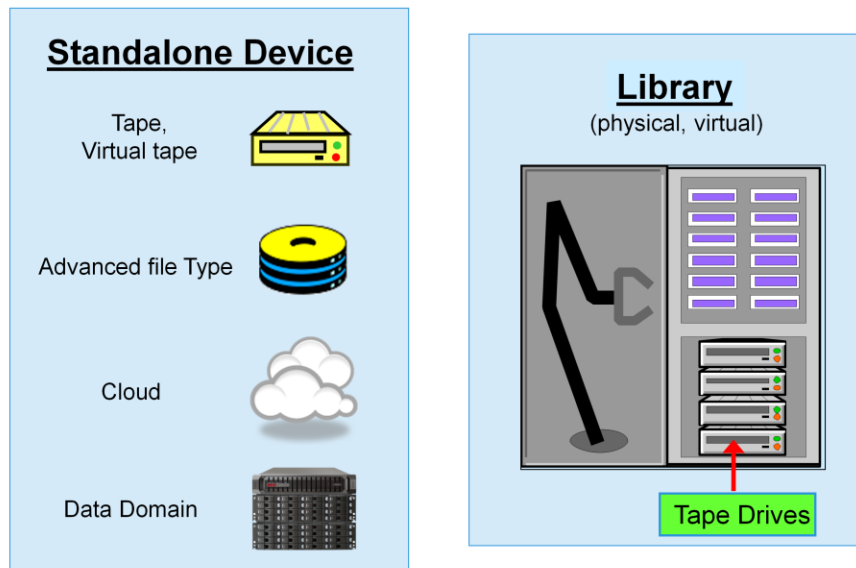 Standalone Device
Tape,
Virtual tape
Advanced file Type
Cloud
Data Domain
Library
(physical, virtual)
Tape Drives